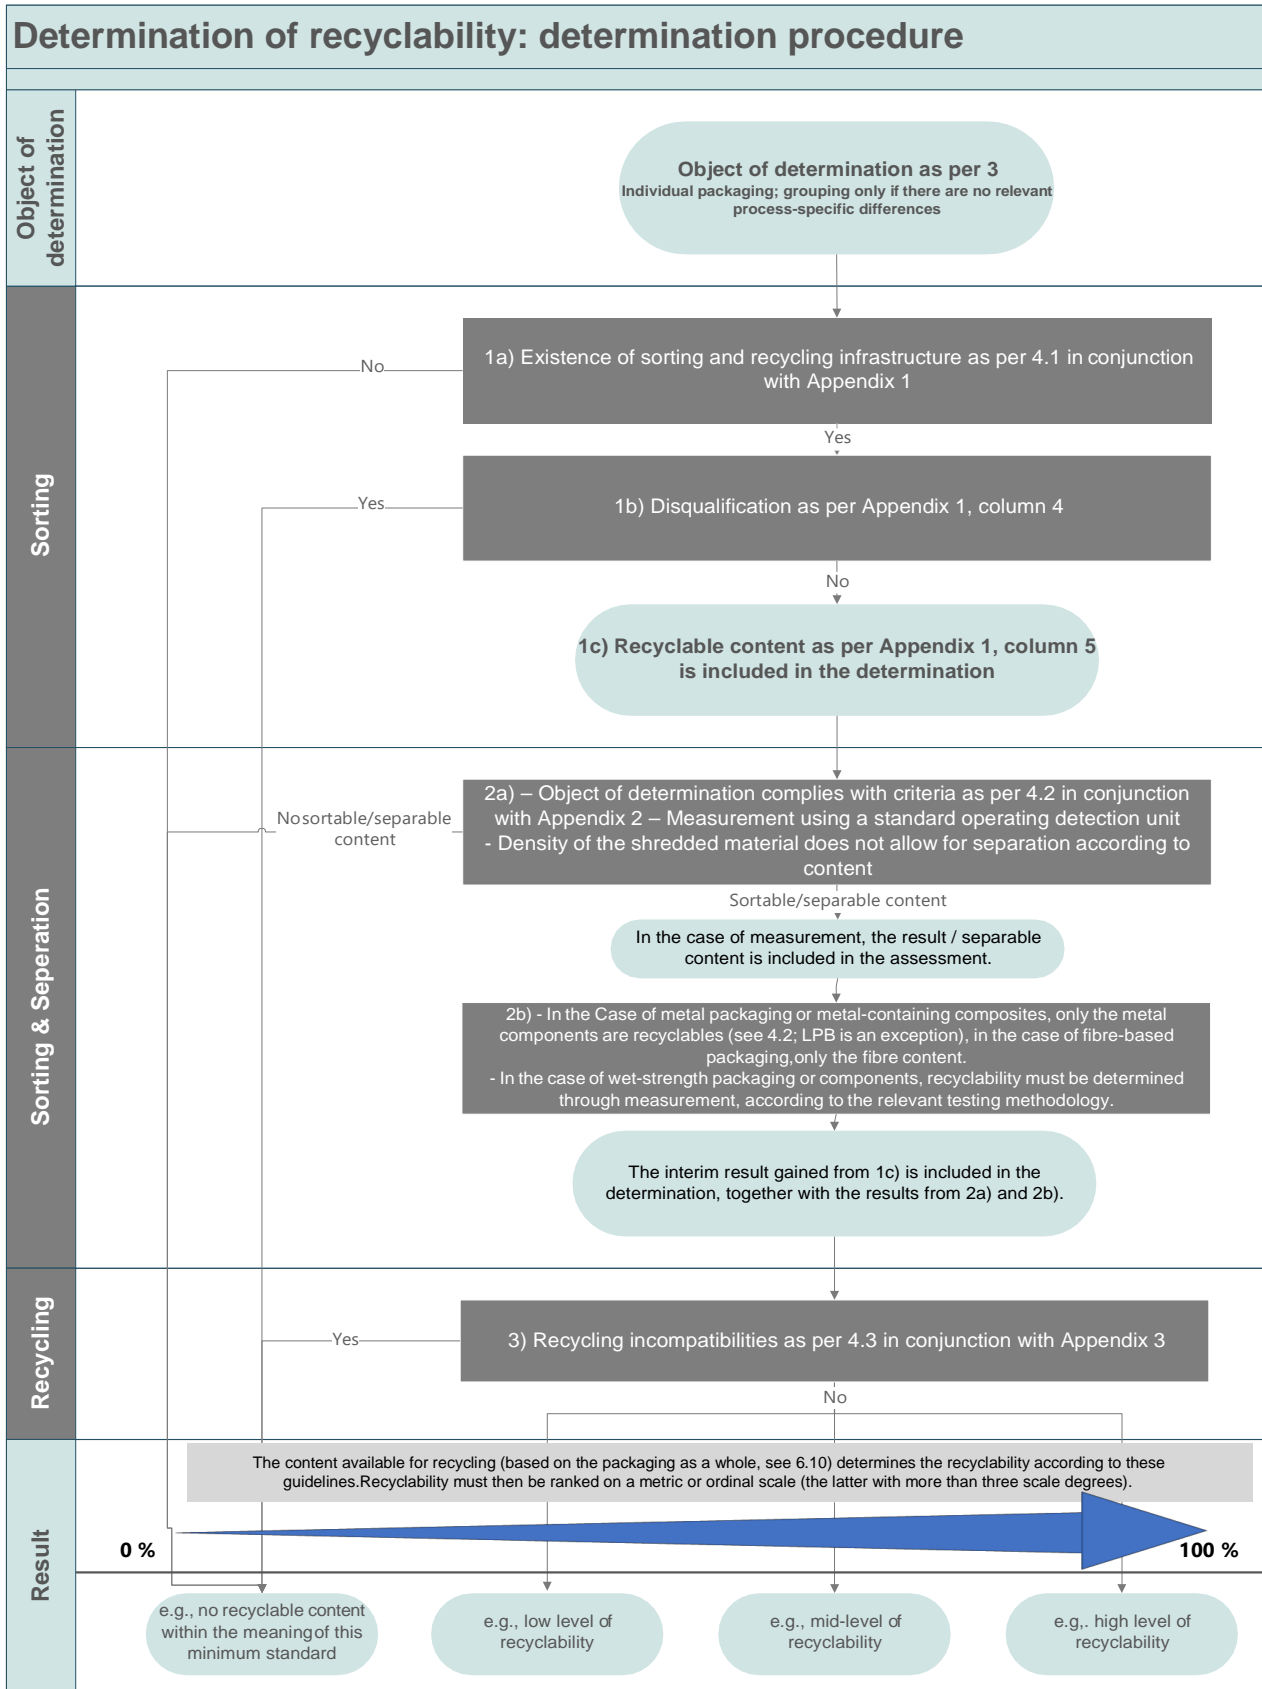 Determination of recyclability: determination procedure
Object of
determination
Object of determination as per 3
Individual packaging; grouping only if there are no relevant
process-specific differences
Sorting
1a) Existence of sorting and recycling infrastructure as per 4.1 in conjunction
with Appendix 1
No
Yes
1b) Disqualification as per Appendix 1, column 4
Yes
No
1c) Recyclable content as per Appendix 1, column 5
is included in the determination
Sorting & Seperation
2a) – Object of determination complies with criteria as per 4.2 in conjunction
with Appendix 2 – Measurement using a standard operating detection unit
- Density of the shredded material does not allow for separation according to
content
Nosortable/separable
content
Sortable/separable content
In the case of measurement, the result / separable
content is included in the assessment.
2b) - In the Case of metal packaging or metal-containing composites, only the metal
components are recyclables (see 4.2; LPB is an exception), in the case of fibre-based
packaging,only the fibre content.
- In the case of wet-strength packaging or components, recyclability must be determined
through measurement, according to the relevant testing methodology.
The interim result gained from 1c) is included in the
determination, together with the results from 2a) and 2b).
Recycling
3) Recycling incompatibilities as per 4.3 in conjunction with Appendix 3
Yes
No
Result
The content available for recycling (based on the packaging as a whole, see 6.10) determines the recyclability according to these
guidelines.Recyclability must then be ranked on a metric or ordinal scale (the latter with more than three scale degrees).
0 %
100 %
e.g., no recyclable content
within the meaning of this
minimum standard
e.g., low level of
recyclability
e.g., mid-level of
recyclability
e.g,. high level of
recyclability